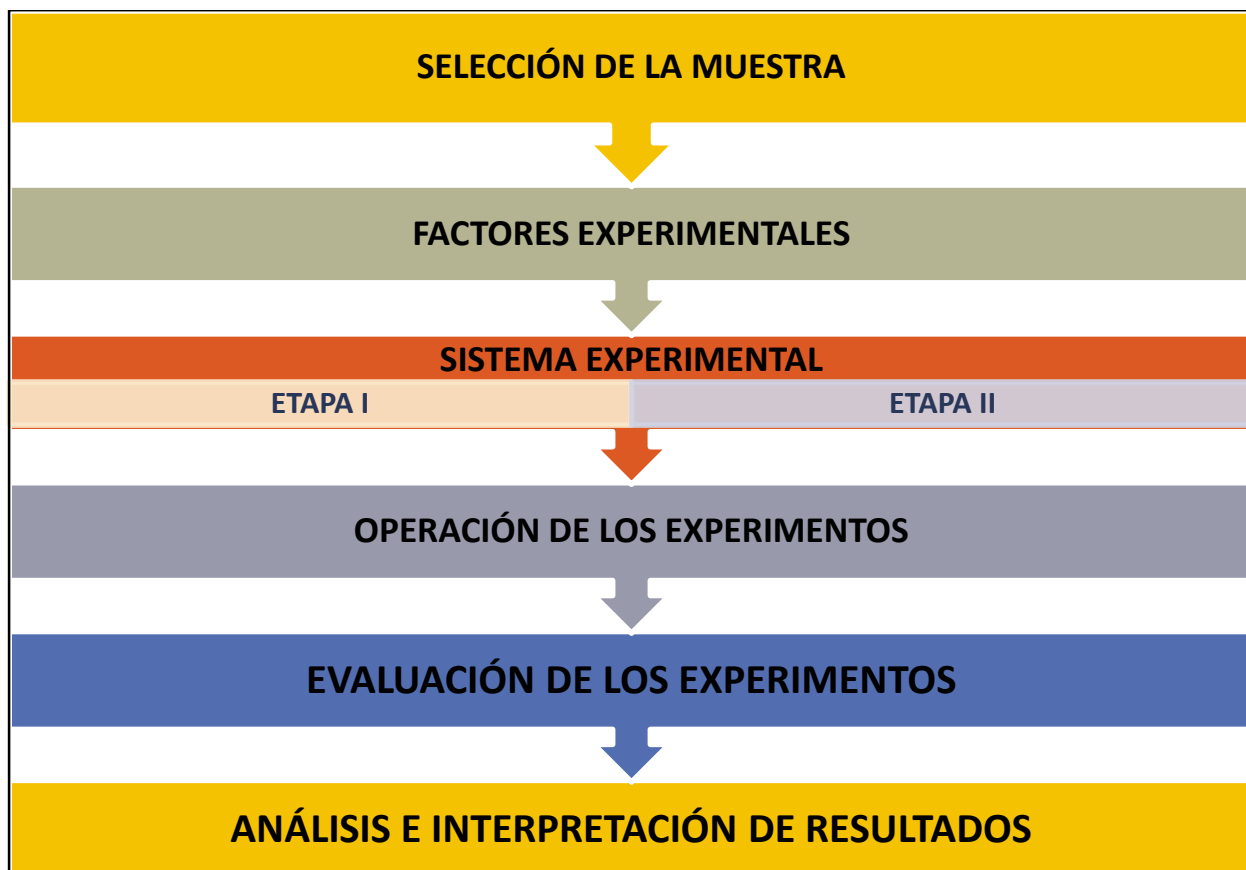 SELECCIÓN DE LA MUESTRA
FACTORES EXPERIMENTALES
SISTEMA EXPERIMENTAL
ETAPA I
ETAPA II
OPERACIÓN DE LOS EXPERIMENTOS
EVALUACIÓN DE LOS EXPERIMENTOS
ANÁLISIS E INTERPRETACIÓN DE RESULTADOS